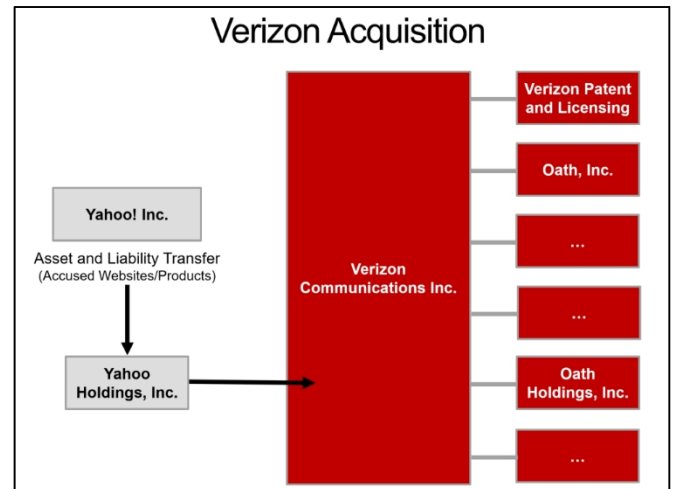 Verizon Acquisition
Verizon Patent
and Licensing
Oath, Inc.
Yahoo! Inc.
...
Asset and Liability Transfer
(Accused Websites/Products)
Verizon
Communications Inc.
...
Yahoo
Holdings, Inc.
Oath
Holdings, Inc.
...